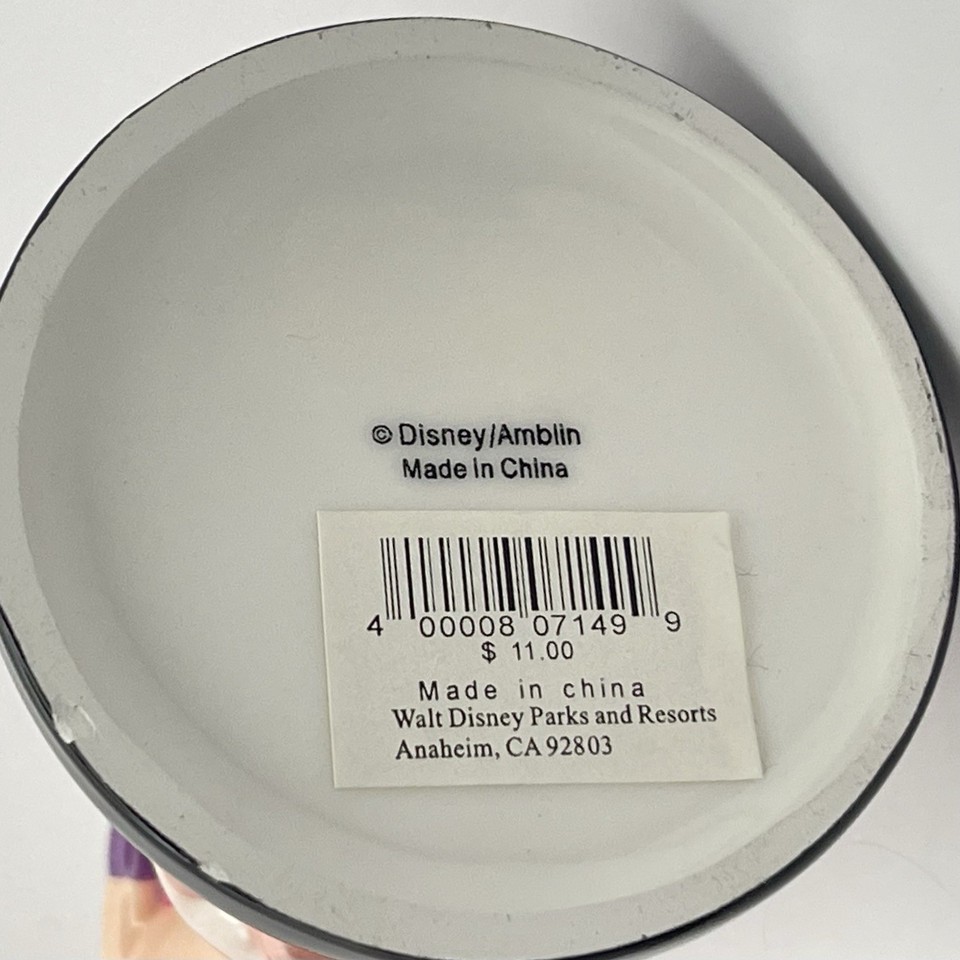 © Disney/Amblin
Made in China
4 00008 07149 9
$ 11.00
Made in china
Walt Disney Parks and Resorts
Anaheim, CA 92803